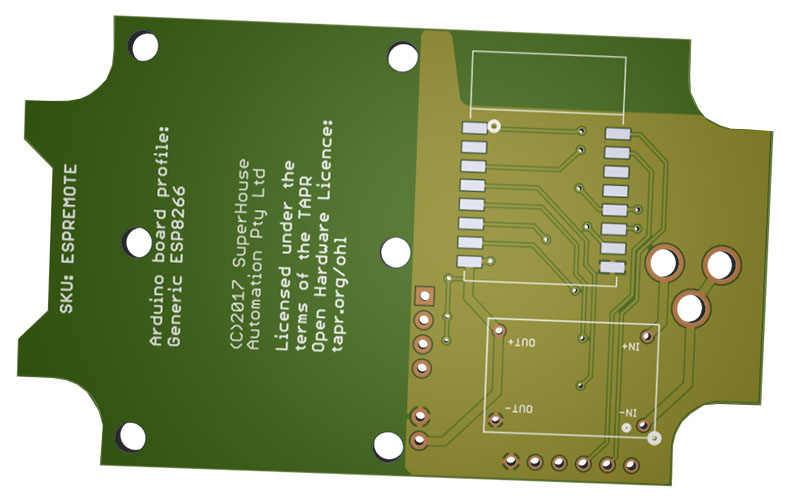 SKU: ESPREMOTE
Arduino board profile:
Generic ESP8266
(C)2017 SuperHouse
Automation Pty Ltd
Licensed under the
terms of the TAPR
Open Hardware Licence:
tapr.org/ohl
OUT+
IN+
OUT-
IN-